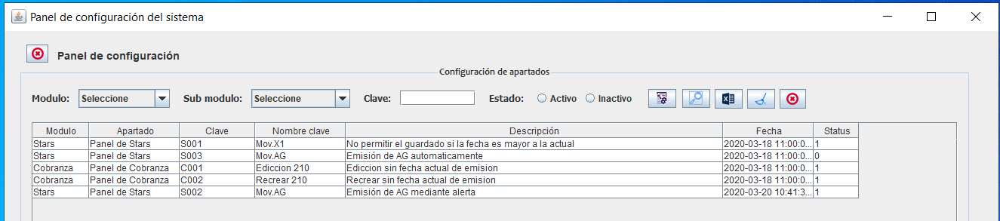 Panel de configuración del sistema
Panel de configuración
Configuración de apartados
Modulo: Seleccione Sub modulo: Seleccione Clave: Estado: Activo Inactivo
Modulo Apartado Clave Nombre clave Descripción Fecha Status
Stars Panel de Stars S001 Mov.X1 No permitir el guardado si la fecha es mayor a la actual 2020-03-18 11:00:0... 1
Stars Panel de Stars S003 Mov.AG Emisión de AG automaticamente 2020-03-18 11:00:0... 0
Cobranza Panel de Cobranza C001 Ediccion 210 Ediccion sin fecha actual de emision 2020-03-18 11:00:0... 1
Cobranza Panel de Cobranza C002 Recrear 210 Recrear sin fecha actual de emision 2020-03-18 11:00:0... 1
Stars Panel de Stars S002 Mov.AG Emisión de AG mediante alerta 2020-03-20 10:41:3... 1